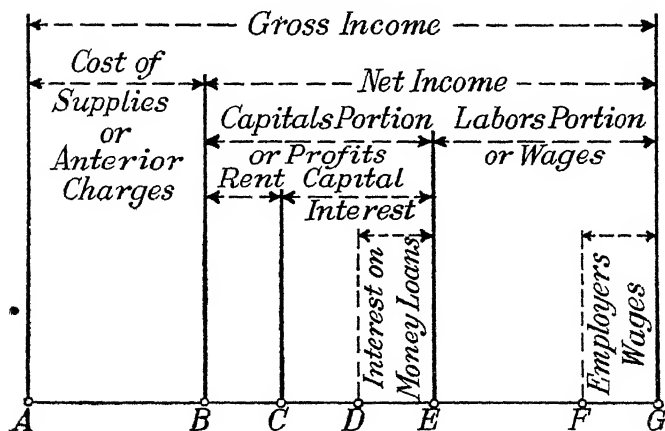 Gross Income
Cost of
Supplies
or
Anterior
Charges
Net Income
Capitals Portion
or Profits
Labors Portion
or Wages
Rent
Capital
Interest
Interest on
Money Loans
Employers
Wages
A B C D E F G